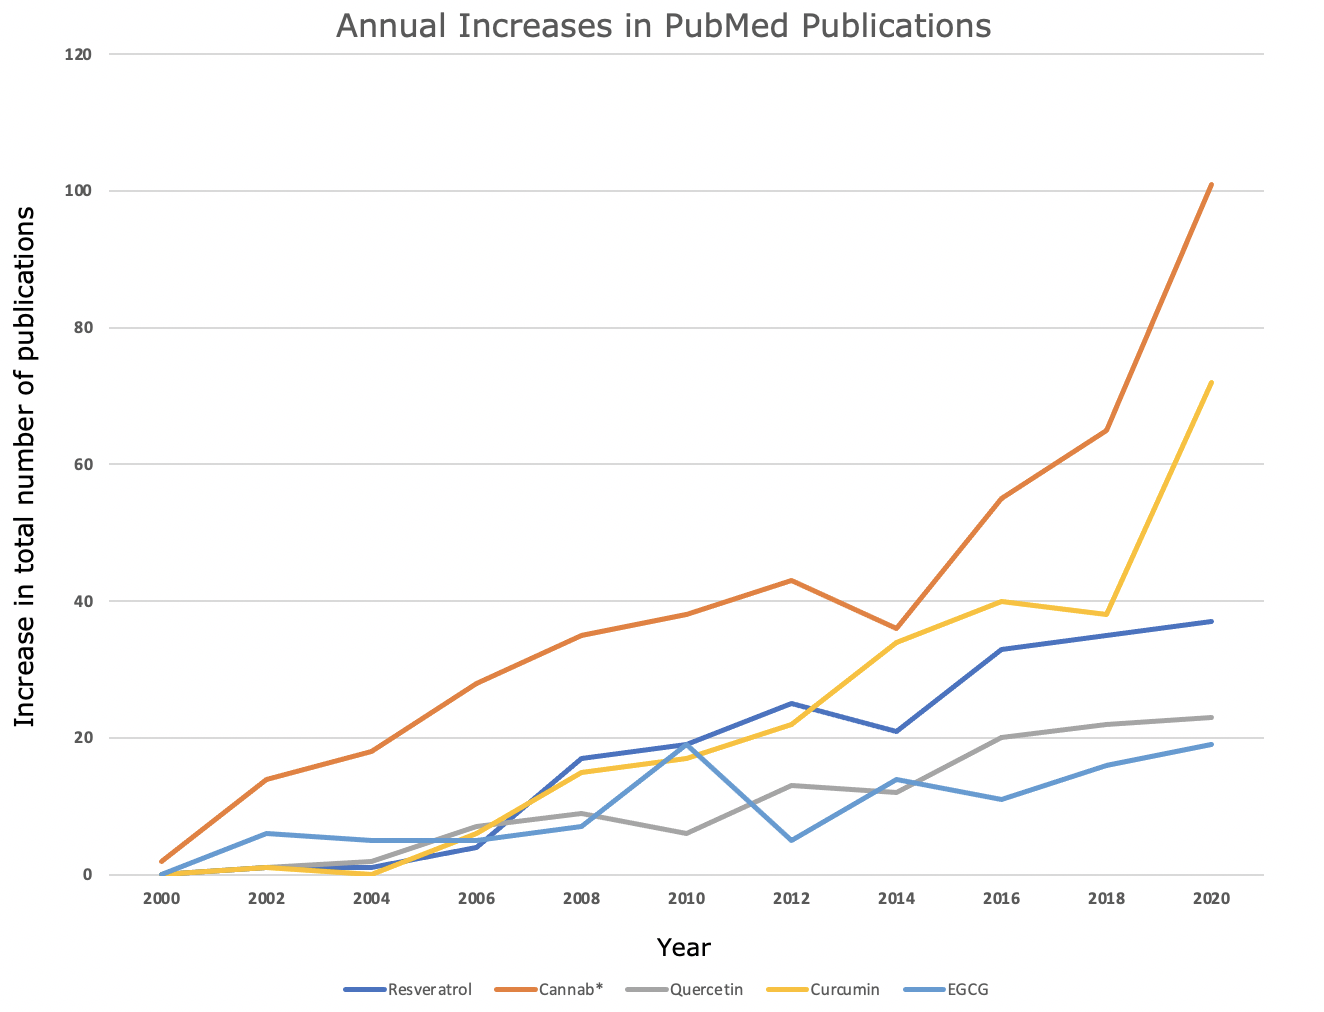 Annual Increases in PubMed Publications
120
100
80
60
40
20
0
Increase in total number of publications
2000 2002 2004 2006 2008 2010 2012 2014 2016 2018 2020
Year
Resveratrol Cannab* Quercetin Curcumin EGCG